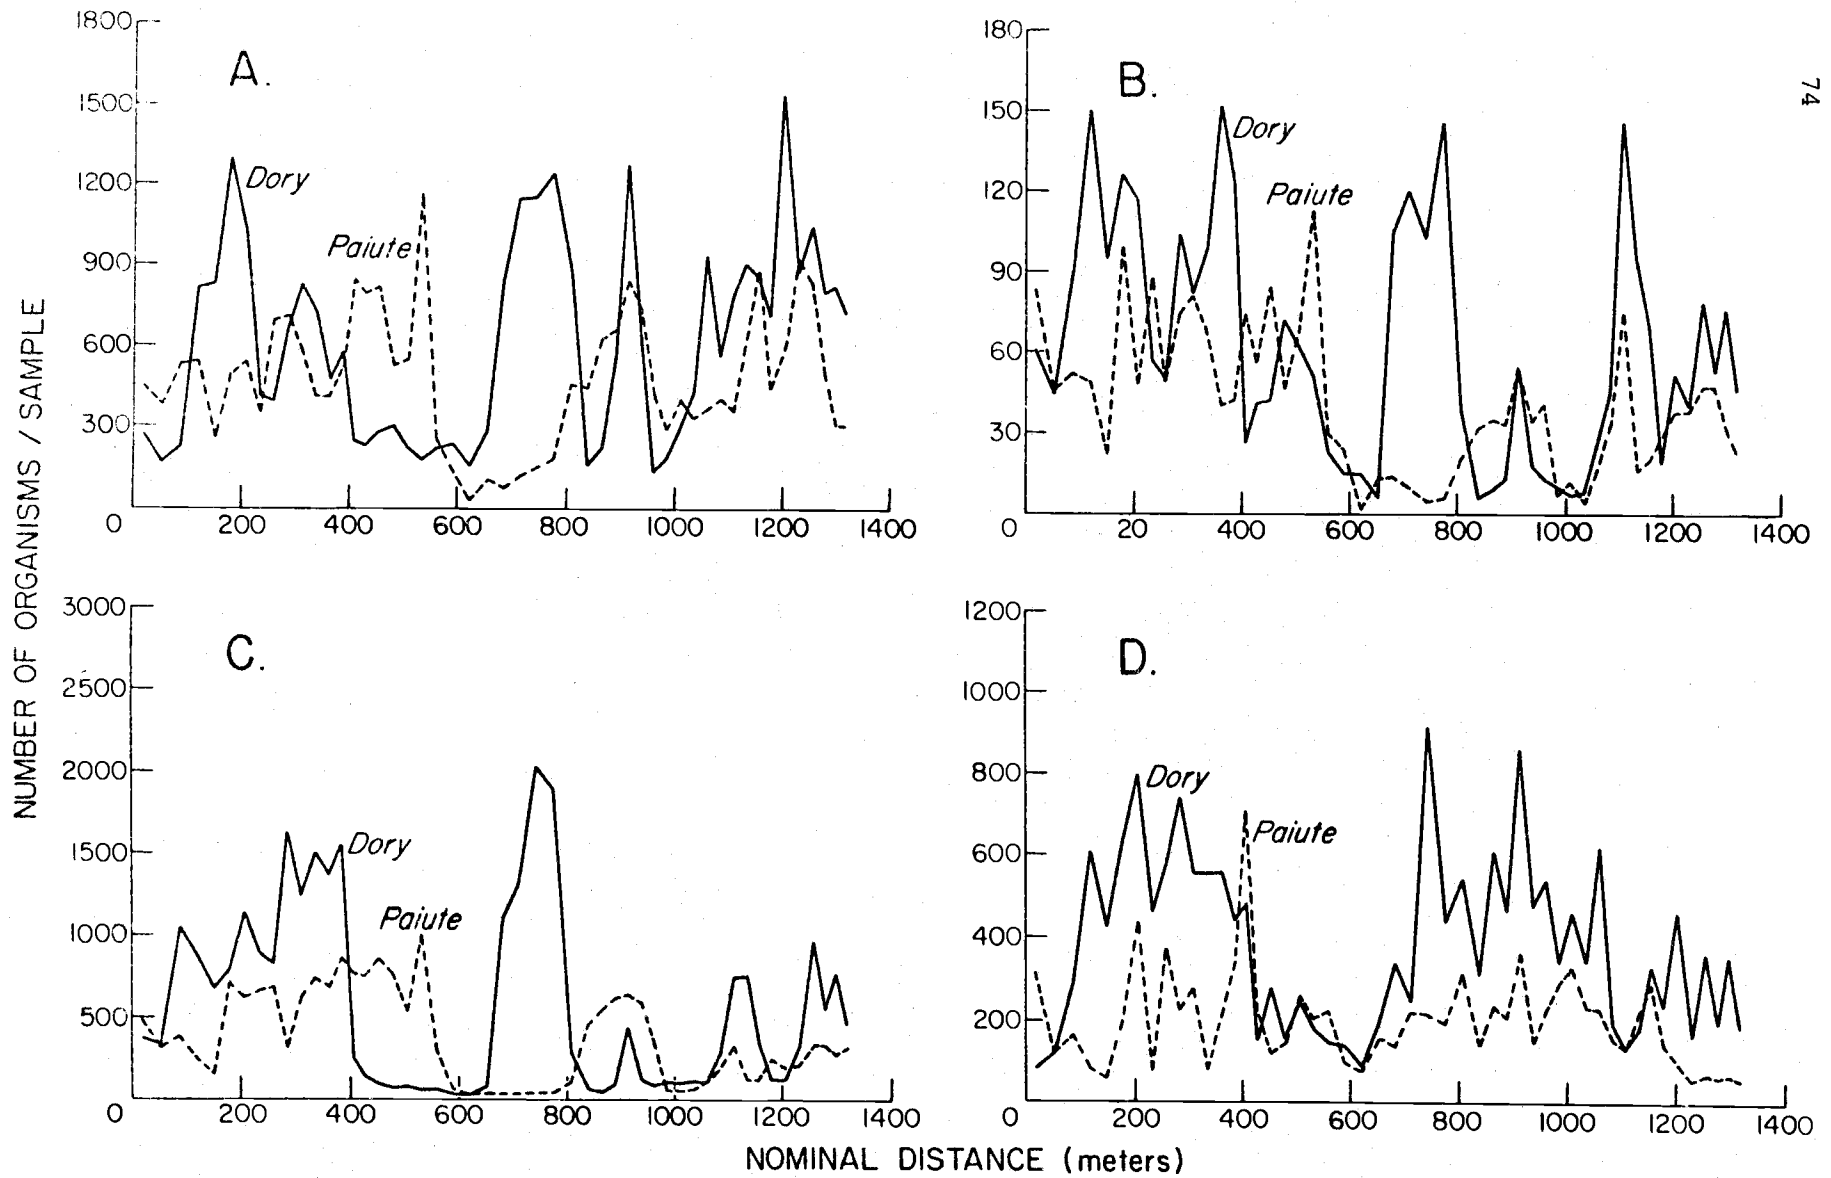 74
NUMBER OF ORGANISMS / SAMPLE
A.
1800
1500
1200
900
600
300
0
200 400 600 800 1000 1200 1400
Dory
Paiute
B.
180
150
120
90
60
30
0
20 400 600 800 1000 1200 1400
Dory
Paiute
C.
3000
2500
2000
1500
1000
500
0
200 400 600 800 1000 1200 1400
Dory
Paiute
D.
1200
1000
800
600
400
200
0
200 400 600 800 1000 1200 1400
Dory
Paiute
NOMINAL DISTANCE (meters)